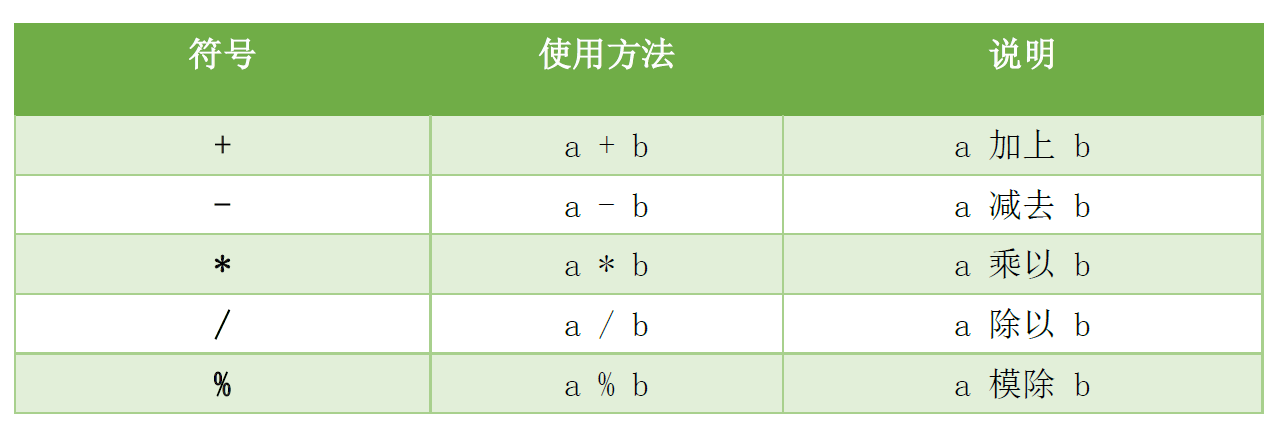 符号 使用方法 说明
+ a + b a 加上 b
- a - b a 减去 b
* a * b a 乘以 b
/ a / b a 除以 b
% a % b a 模除 b